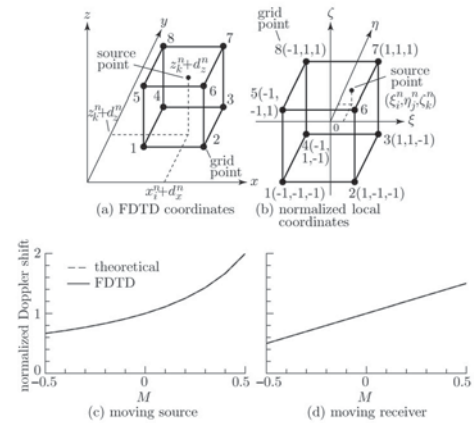 z
y
8
7
source
point
z_k^n+d_z^n
z_k^n+d_z^n
5
4
6
3
1
2
grid
point
x
x_i^n+d_x^n
(a) FDTD coordinates
ζ
η
grid
point
8(-1,1,1)
7(1,1,1)
source
point
(ξ_i^n,η_j^n,ζ_k^n)
5(-1,
-1,1)
6
ξ
0
4(-1,
1,-1)
3(1,1,-1)
1(-1,-1,-1)
2(1,-1,-1)
(b) normalized local
coordinates
normalized Doppler shift
2
1
0
theoretical
FDTD
-0.5
0
0.5
M
(c) moving source
-0.5
0
0.5
M
(d) moving receiver